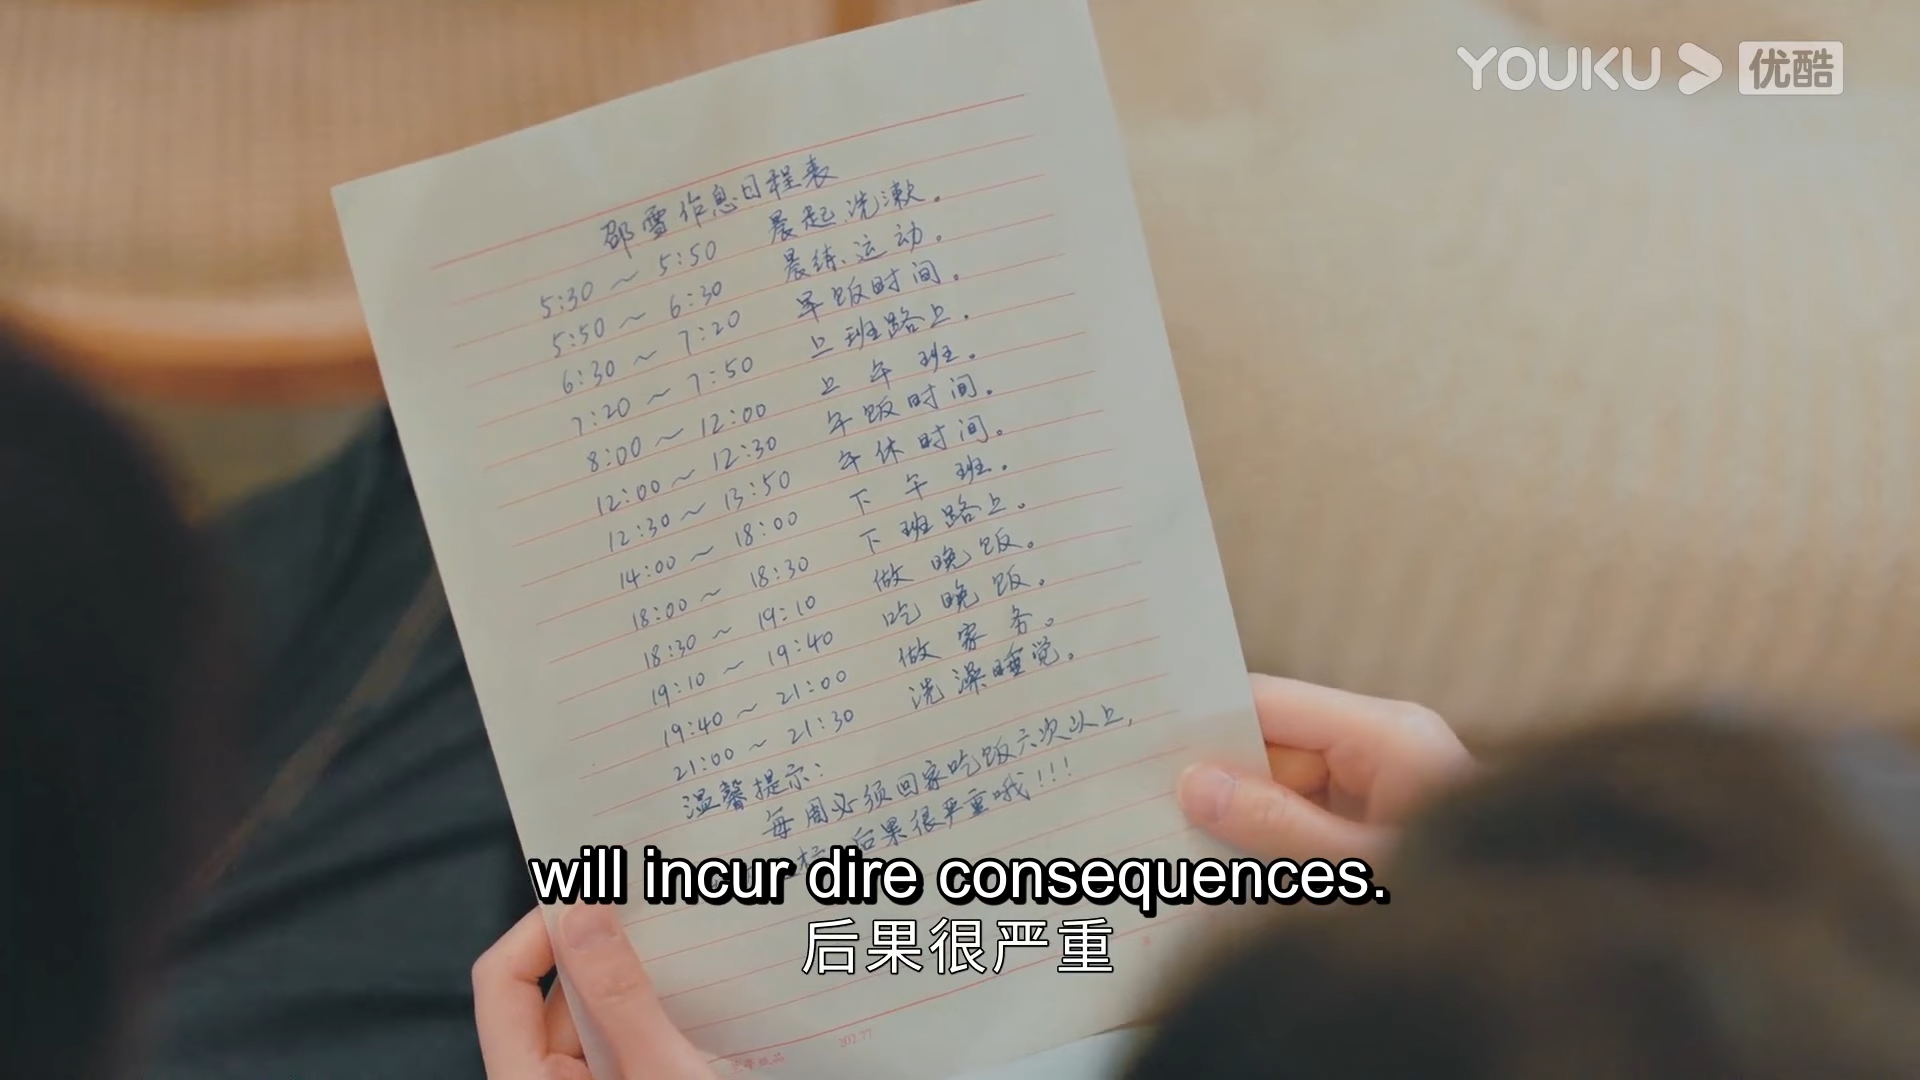 YOUKU 优酷
邵雪作息日程表
5:30 ~ 5:50 晨起、洗漱。
5:50 ~ 6:30 晨练、运动。
6:30 ~ 7:20 早饭时间。
7:20 ~ 7:50 上班路上。
8:00 ~ 12:00 上午班。
12:00 ~ 12:30 午饭时间。
12:30 ~ 13:50 午休时间。
14:00 ~ 18:00 下午班。
18:00 ~ 18:30 下班路上。
18:30 ~ 19:10 做晚饭。
19:10 ~ 19:40 吃晚饭。
19:40 ~ 21:00 做家务。
21:00 ~ 21:30 洗澡睡觉。
温馨提示:
每周必须回家吃饭六次以上,
后果很严重哦!!!
will incur dire consequences.
后果很严重
202.77